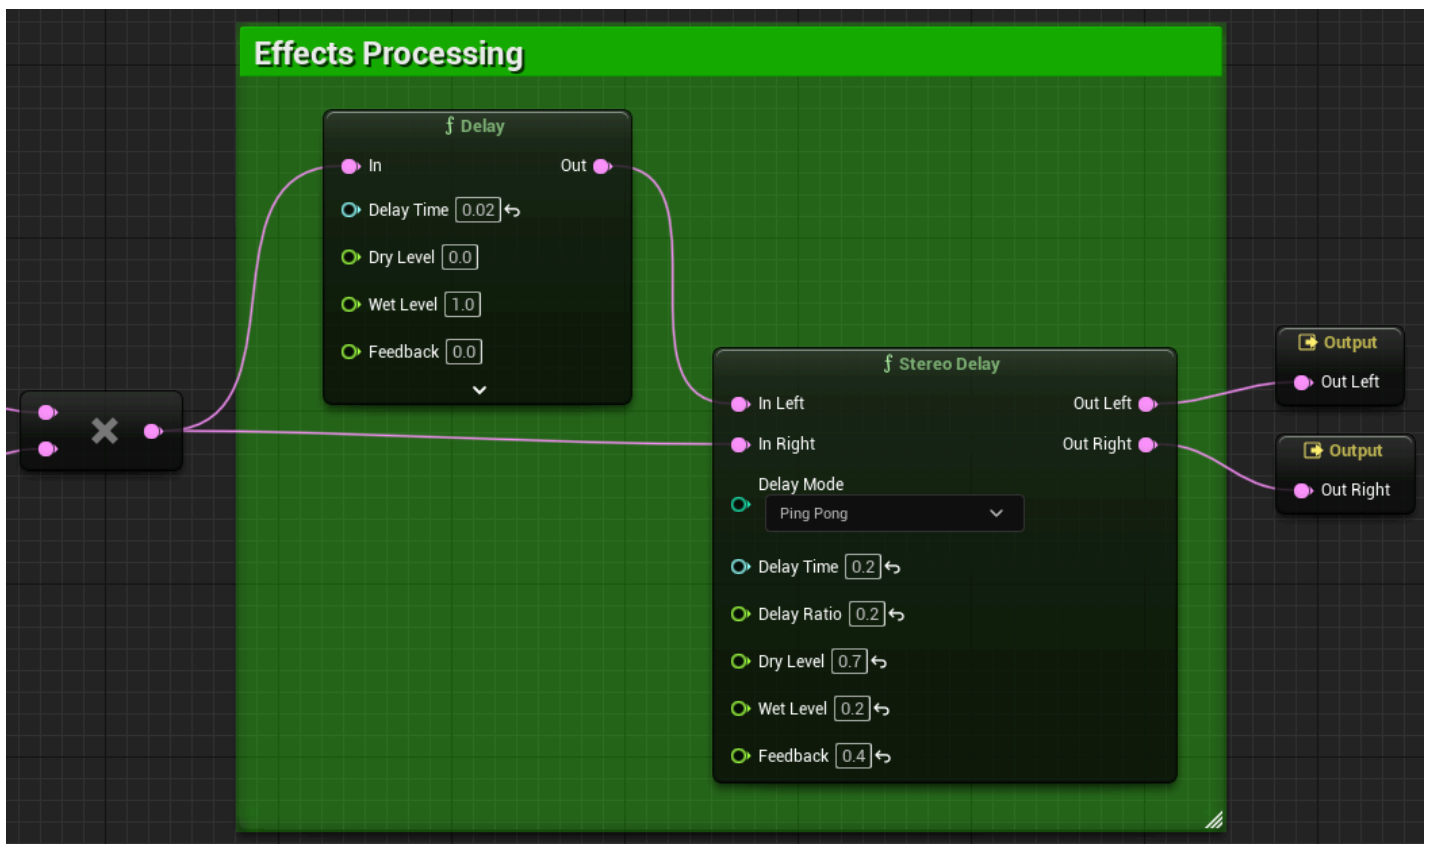 Effects Processing
Delay
In Out
Delay Time 0.02
Dry Level 0.0
Wet Level 1.0
Feedback 0.0
Stereo Delay
In Left Out Left
In Right Out Right
Delay Mode
Ping Pong
Delay Time 0.2
Delay Ratio 0.2
Dry Level 0.7
Wet Level 0.2
Feedback 0.4
Output
Out Left
Output
Out Right